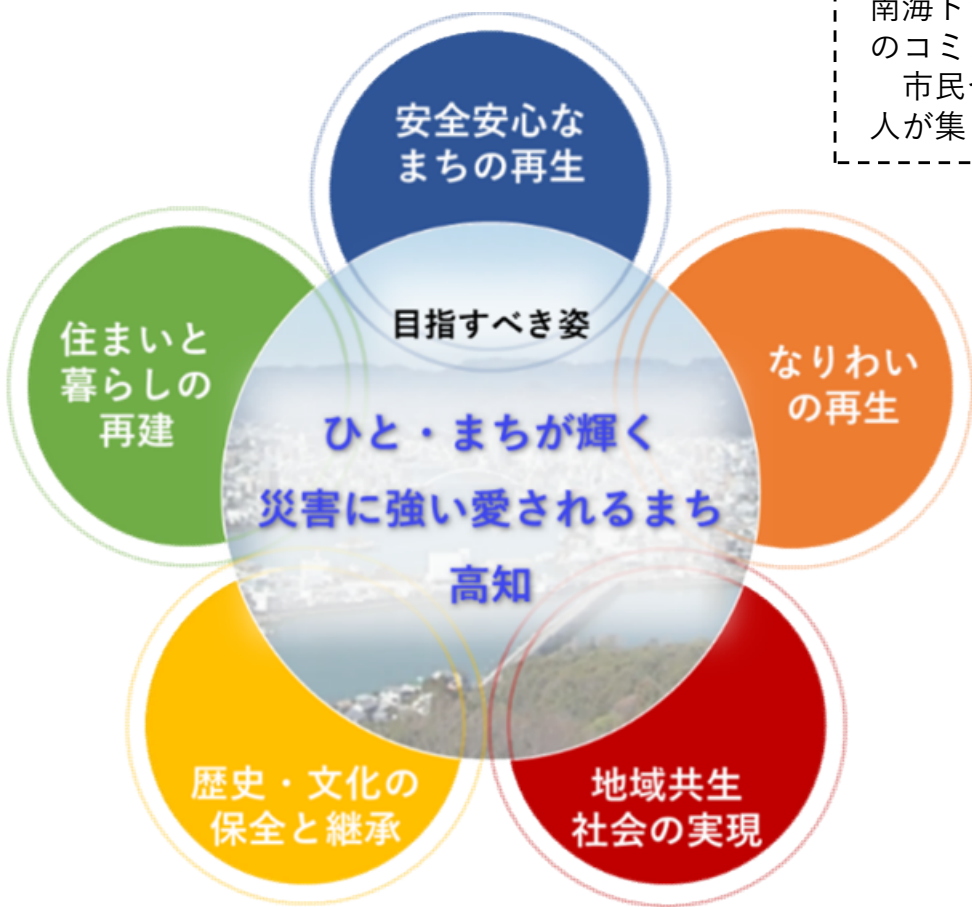 南海ト
のコミ
市民
人が集
安全安心な
まちの再生
住まいと
暮らしの
再建
目指すべき姿
なりわい
の再生
ひと・まちが輝く
災害に強い愛されるまち
高知
歴史・文化の
保全と継承
地域共生
社会の実現